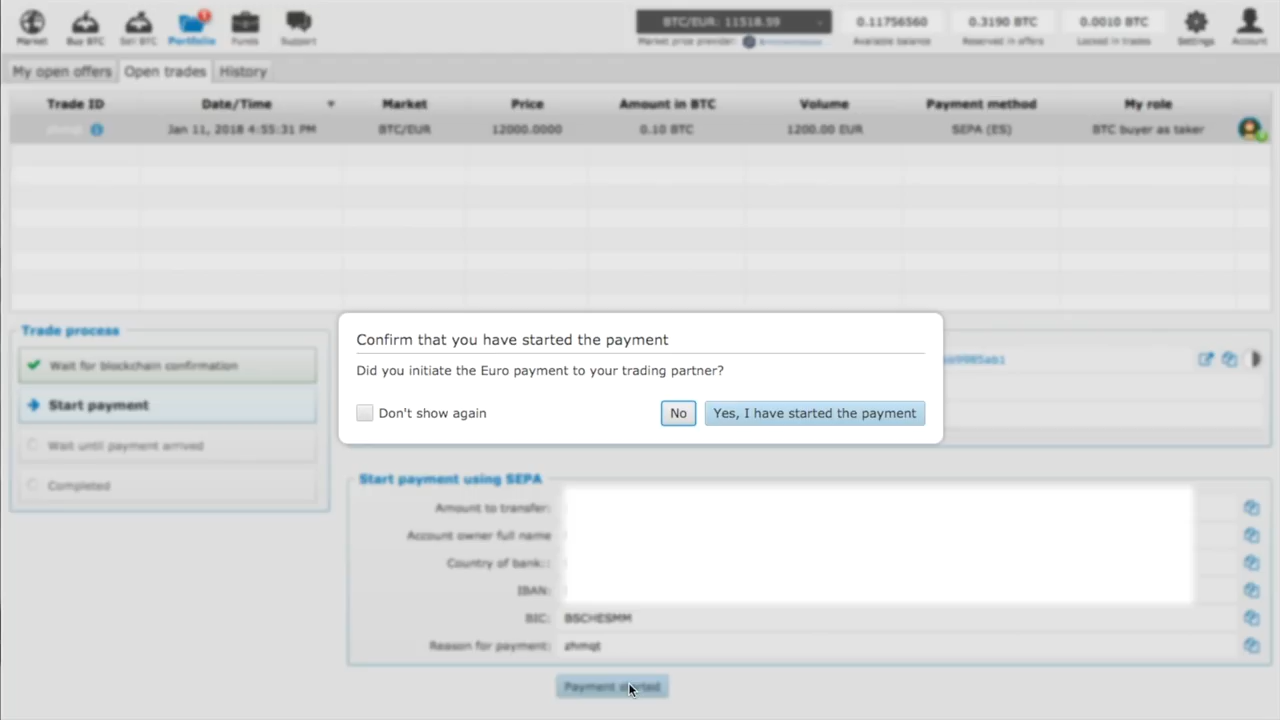 BTC/EUR: 11518.59
0.11756560
0.3190 BTC
0.0010 BTC
Market
Buy BTC
Sell BTC
Portfolio
Funds
Support
Market price provider:
Available balance
Reserved in offers
Locked in trades
Settings
Account
My open offers
Open trades
History
Trade ID
Date/Time
Market
Price
Amount in BTC
Volume
Payment method
My role
Jan 11, 2018 4:55:31 PM
BTC/EUR
12000.0000
0.10 BTC
1200.00 EUR
SEPA (ES)
BTC buyer as taker
Trade process
Wait for blockchain confirmation
Start payment
Wait until payment arrived
Completed
Confirm that you have started the payment
Did you initiate the Euro payment to your trading partner?
Don't show again
No
Yes, I have started the payment
Start payment using SEPA
Amount to transfer:
Account owner full name
Country of bank::
IBAN:
BIC: BSCHESMM
Reason for payment: zhmqt
Payment started